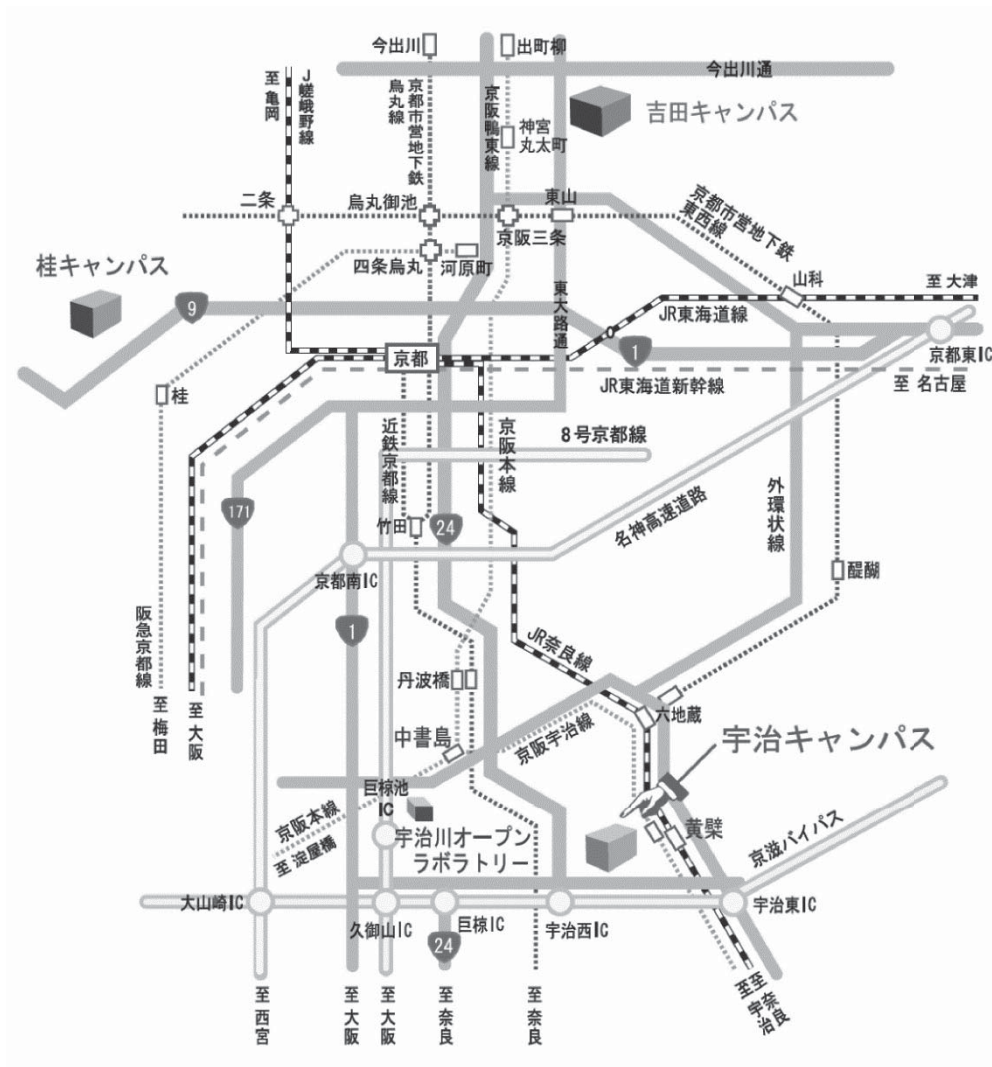 今出川
出町柳
今出川通
至 亀岡
J嵯峨野線
京都市営地下鉄
烏丸線
京阪鴨東線
神宮
丸太町
吉田キャンパス
二条
烏丸御池
東山
京阪三条
京都市営地下鉄
東西線
四条烏丸
河原町
桂キャンパス
9
東大路通
山科
至 大津
JR東海道線
京都
1
京都東IC
JR東海道新幹線
至 名古屋
桂
近鉄京都線
京阪本線
8号京都線
171
竹田
24
名神高速道路
外環状線
京都南IC
醍醐
1
阪急京都線
JR奈良線
丹波橋
至 梅田
至 大阪
六地蔵
中書島
京阪宇治線
宇治キャンパス
巨椋池
IC
京阪本線
至 淀屋橋
宇治川オープン
ラボラトリー
黄檗
京滋バイパス
大山崎IC
久御山IC
巨椋IC
宇治西IC
宇治東IC
24
至 西宮
至 大阪
至 大阪
至 奈良
至 奈良
至宇治
至奈良